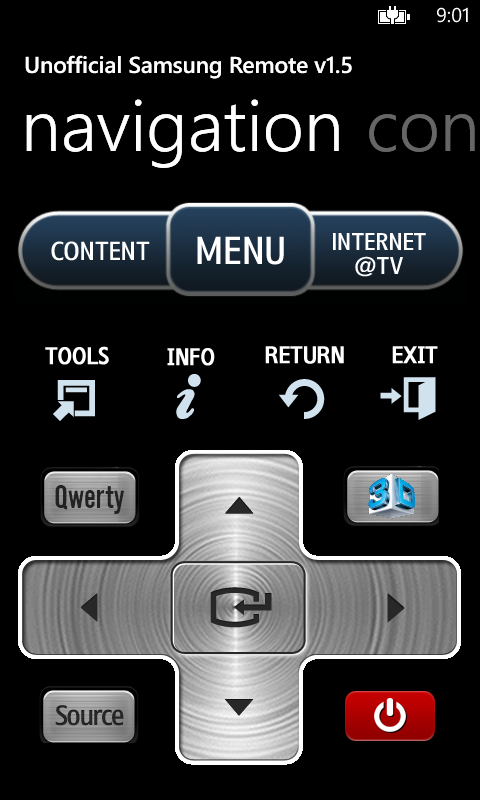 9:01
Unofficial Samsung Remote v1.5
navigation con
CONTENT
MENU
INTERNET
@TV
TOOLS
INFO
RETURN
EXIT
Qwerty
3D
Source